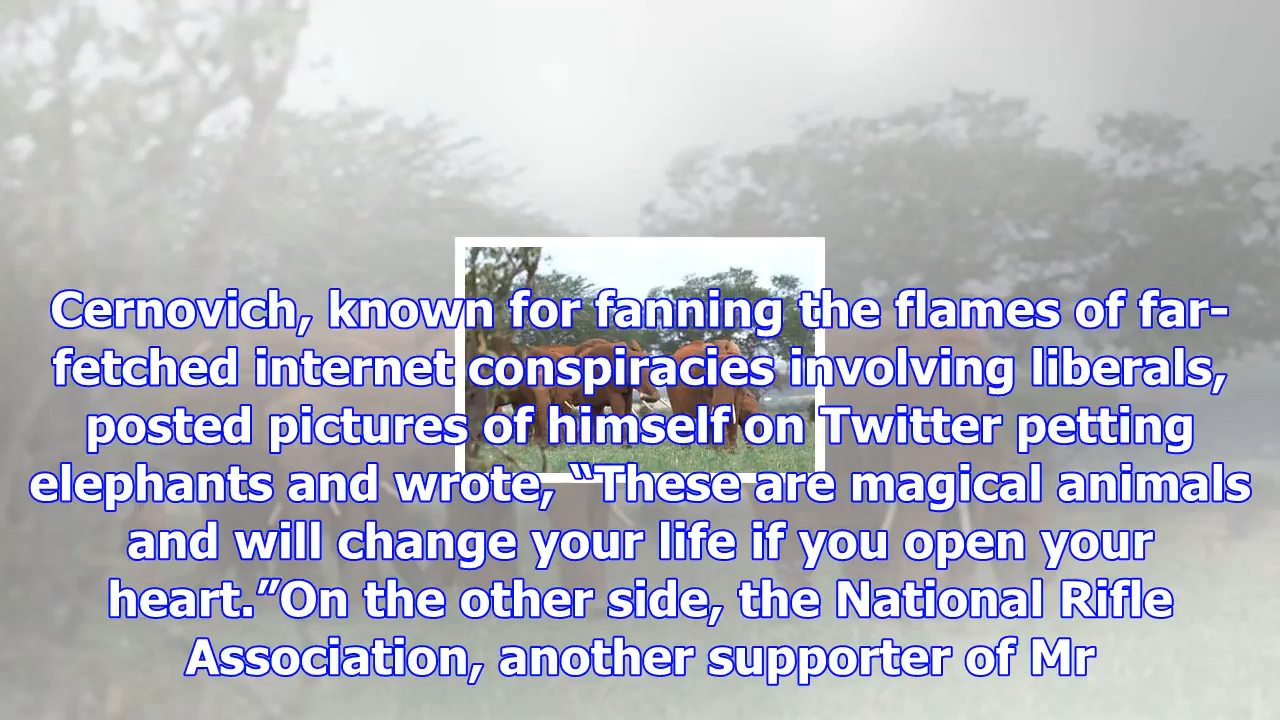 Cernovich, known for fanning the flames of far-
fetched internet conspiracies involving liberals,
posted pictures of himself on Twitter petting
elephants and wrote, “These are magical animals
and will change your life if you open your
heart.”On the other side, the National Rifle
Association, another supporter of Mr